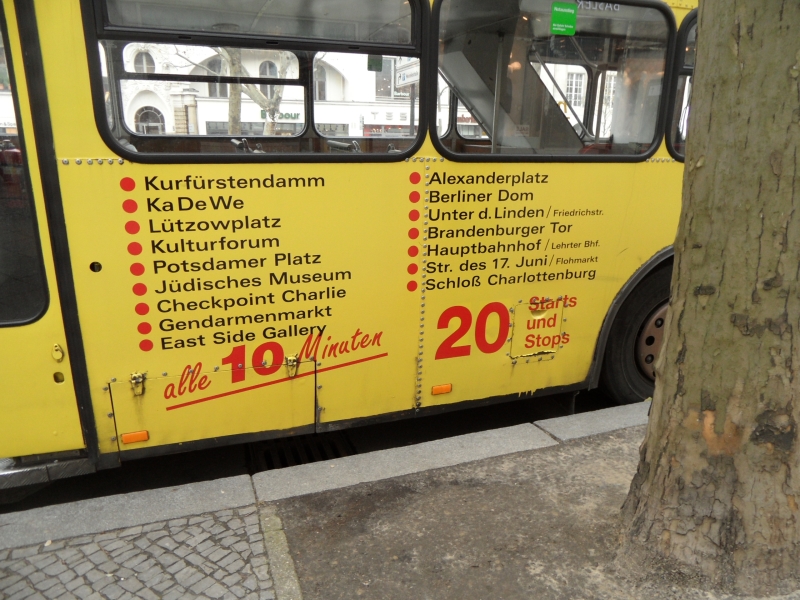 Kurfürstendamm
KaDeWe
Lützowplatz
Kulturforum
Potsdamer Platz
Jüdisches Museum
Checkpoint Charlie
Gendarmenmarkt
East Side Gallery
alle 10 Minuten
Alexanderplatz
Berliner Dom
Unter d. Linden / Friedrichstr.
Brandenburger Tor
Hauptbahnhof / Lehrter Bhf.
Str. des 17. Juni / Flohmarkt
Schloß Charlottenburg
20 Starts
und
Stops